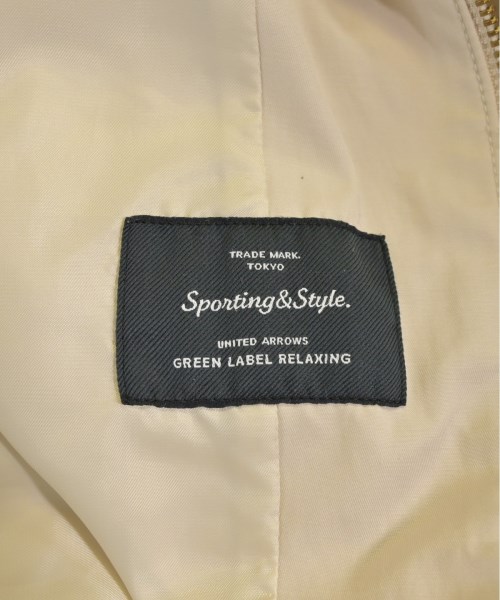 TRADE MARK.
TOKYO
Sporting&Style.
UNITED ARROWS
GREEN LABEL RELAXING